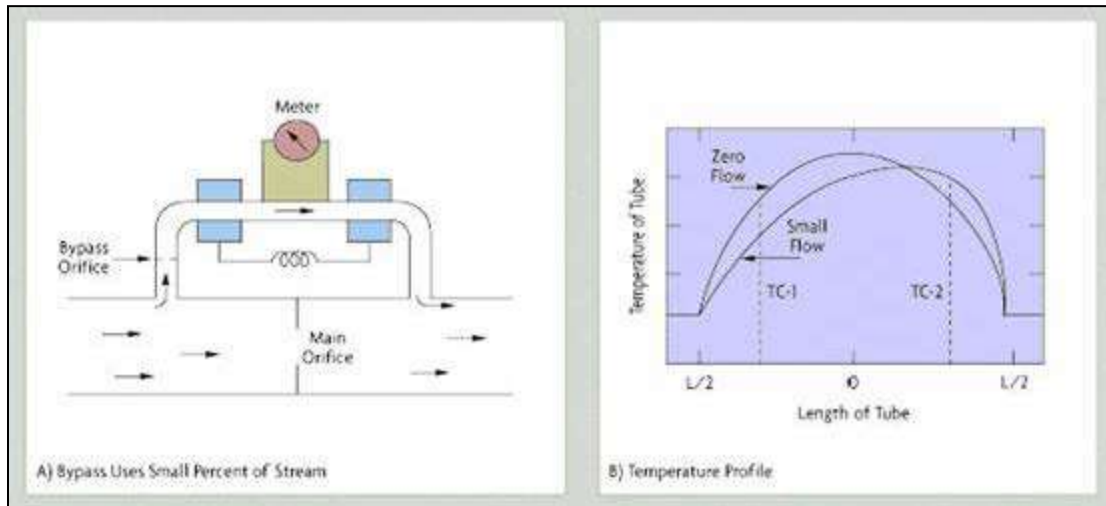 Meter
Bypass
Orifice
Main
Orifice
A) Bypass Uses Small Percent of Stream
Temperature of Tube
Zero
Flow
Small
Flow
TC-1
TC-2
L/2
0
L/2
Length of Tube
B) Temperature Profile